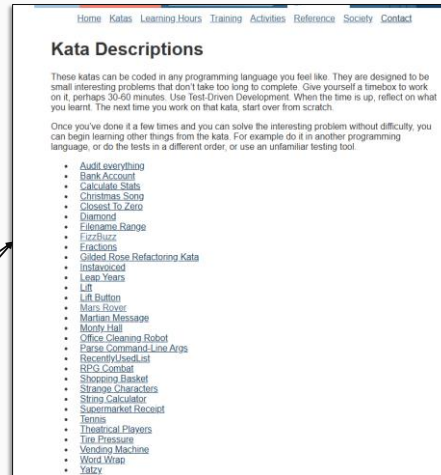 Home Katas Learning Hours Training Activities Reference Society Contact
Kata Descriptions
These katas can be coded in any programming language you feel like. They are designed to be
small interesting problems that don't take too long to complete. Give yourself a timebox to work
on it, perhaps 30-60 minutes. Use Test-Driven Development. When the time is up, reflect on what
you learnt. The next time you work on that kata, start over from scratch.
Once you've done it a few times and you can solve the interesting problem without difficulty, you
can begin learning other things from the kata. For example do it in another programming
language, or do the tests in a different order, or use an unfamiliar testing tool.
• Audit everything
• Bank Account
• Calculate Stats
• Christmas Song
• Closest To Zero
• Diamond
• Filename Range
• FizzBuzz
• Fractions
• Gilded Rose Refactoring Kata
• Instavoiced
• Leap Years
• Lift
• Lift Button
• Mars Rover
• Martian Message
• Monty Hall
• Office Cleaning Robot
• Parse Command-Line Args
• RecentlyUsedList
• RPG Combat
• Shopping Basket
• Strange Characters
• String Calculator
• Supermarket Receipt
• Tennis
• Theatrical Players
• Tire Pressure
• Vending Machine
• Word Wrap
• Yatzy